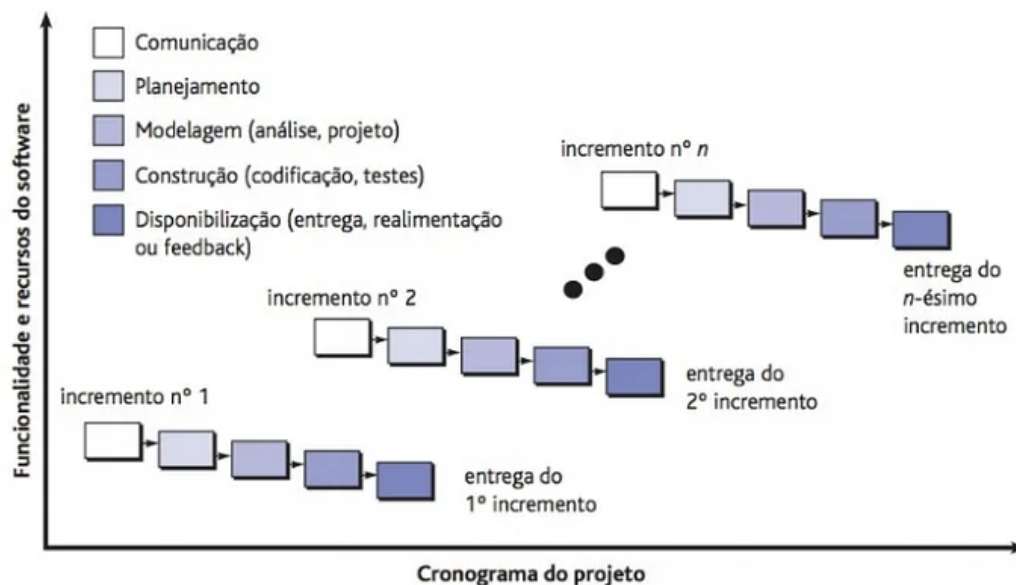 Funcionalidade e recursos do software
Comunicação
Planejamento
Modelagem (análise, projeto)
Construção (codificação, testes)
Disponibilização (entrega, realimentação
ou feedback)
incremento nº n
entrega do
n-ésimo
incremento
incremento nº 2
entrega do
2º incremento
incremento nº 1
entrega do
1º incremento
Cronograma do projeto